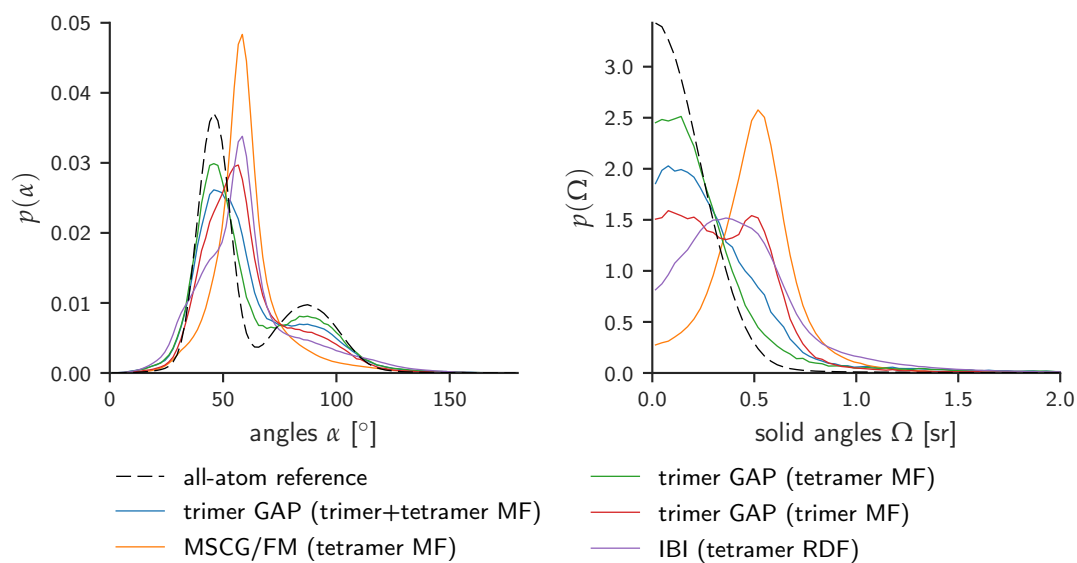 0.05
0.04
0.03
0.02
0.01
0.00
p(α)
0 50 100 150
angles α [°]
3.0
2.5
2.0
1.5
1.0
0.5
0.0
p(Ω)
0.0 0.5 1.0 1.5 2.0
solid angles Ω [sr]
all-atom reference
trimer GAP (trimer+tetramer MF)
MSCG/FM (tetramer MF)
trimer GAP (tetramer MF)
trimer GAP (trimer MF)
IBI (tetramer RDF)